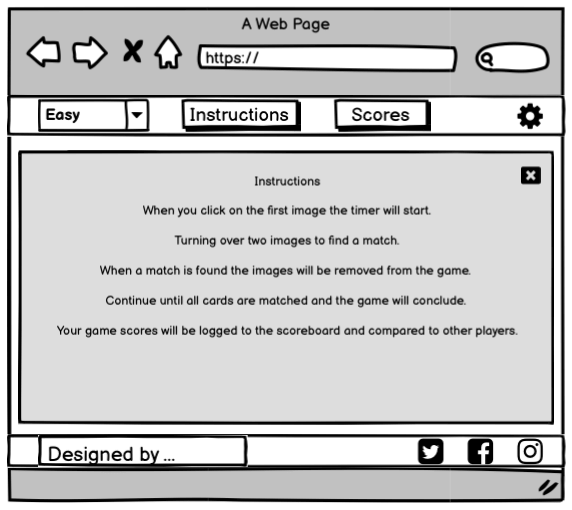 A Web Page
https://
Easy
Instructions
Scores
Instructions
When you click on the first image the timer will start.
Turning over two images to find a match.
When a match is found the images will be removed from the game.
Continue until all cards are matched and the game will conclude.
Your game scores will be logged to the scoreboard and compared to other players.
Designed by ...